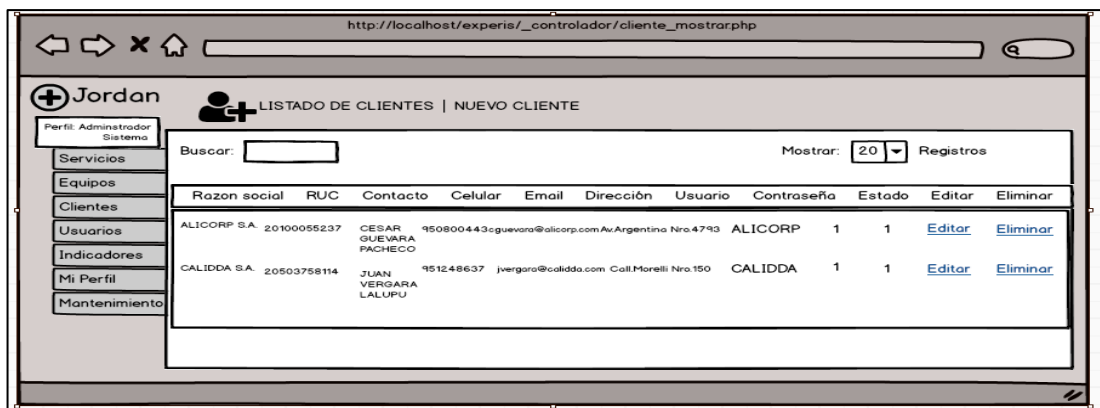 http://localhost/experis/_controlador/cliente_mostrar.php
Jordan
LISTADO DE CLIENTES | NUEVO CLIENTE
Perfil: Adminstrador
Sistema
Servicios
Equipos
Clientes
Usuarios
Indicadores
Mi Perfil
Mantenimiento
Buscar:
Mostrar: 20 Registros
Razon social RUC Contacto Celular Email Dirección Usuario Contraseña Estado Editar Eliminar
ALICORP S.A. 20100055237 CESAR GUEVARA PACHECO 950800443 cguevara@alicorp.com Av.Argentina Nro.4793 ALICORP 1 1 Editar Eliminar
CALIDDA S.A. 20503758114 JUAN VERGARA LALUPU 951248637 jvergara@calidda.com Call.Morelli Nro.150 CALIDDA 1 1 Editar Eliminar